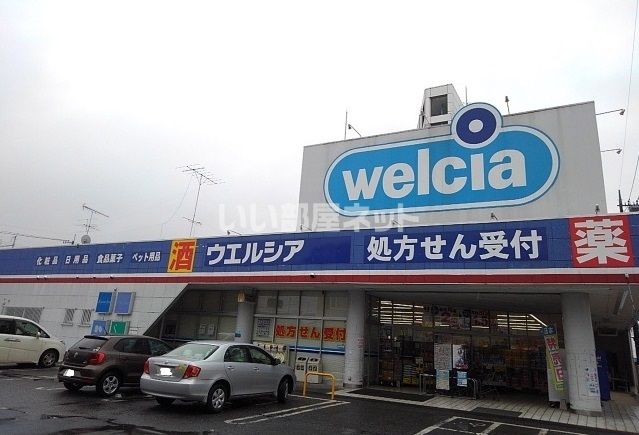 welcia
化粧品 日用品 食品菓子 ペット用品 酒 ウエルシア 処方せん受付 薬
処方せん受付
いい部屋ネット